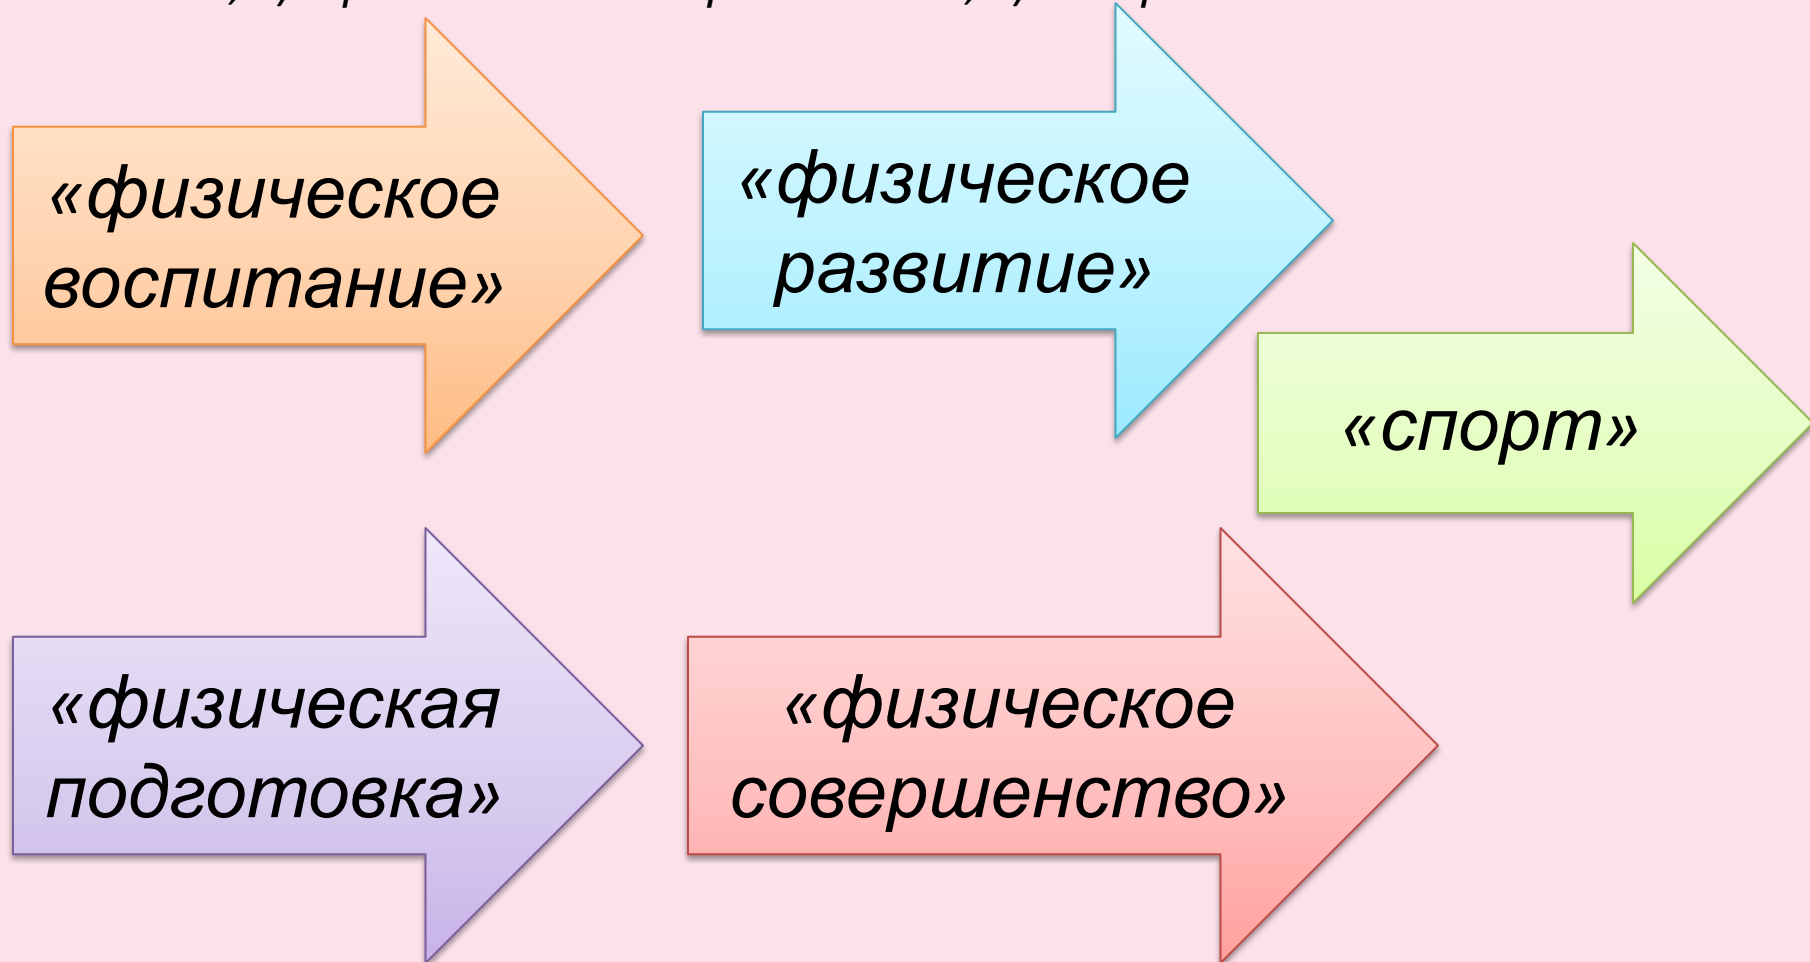 «физическое
воспитание»
«физическое
развитие»
«спорт»
«физическая
подготовка»
«физическое
совершенство»